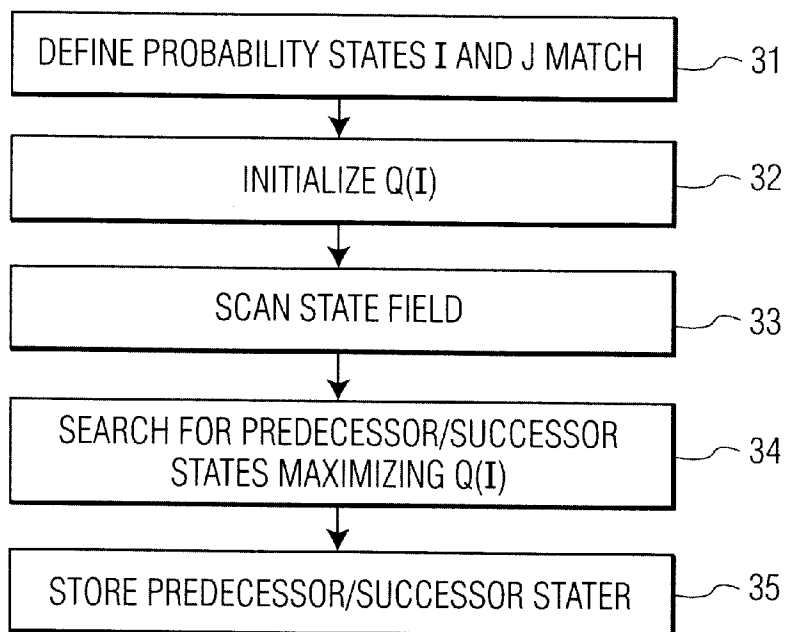 DEFINE PROBABILITY STATES I AND J MATCH
31
INITIALIZE Q(I)
32
SCAN STATE FIELD
33
SEARCH FOR PREDECESSOR/SUCCESSOR
STATES MAXIMIZING Q(I)
34
STORE PREDECESSOR/SUCCESSOR STATER
35